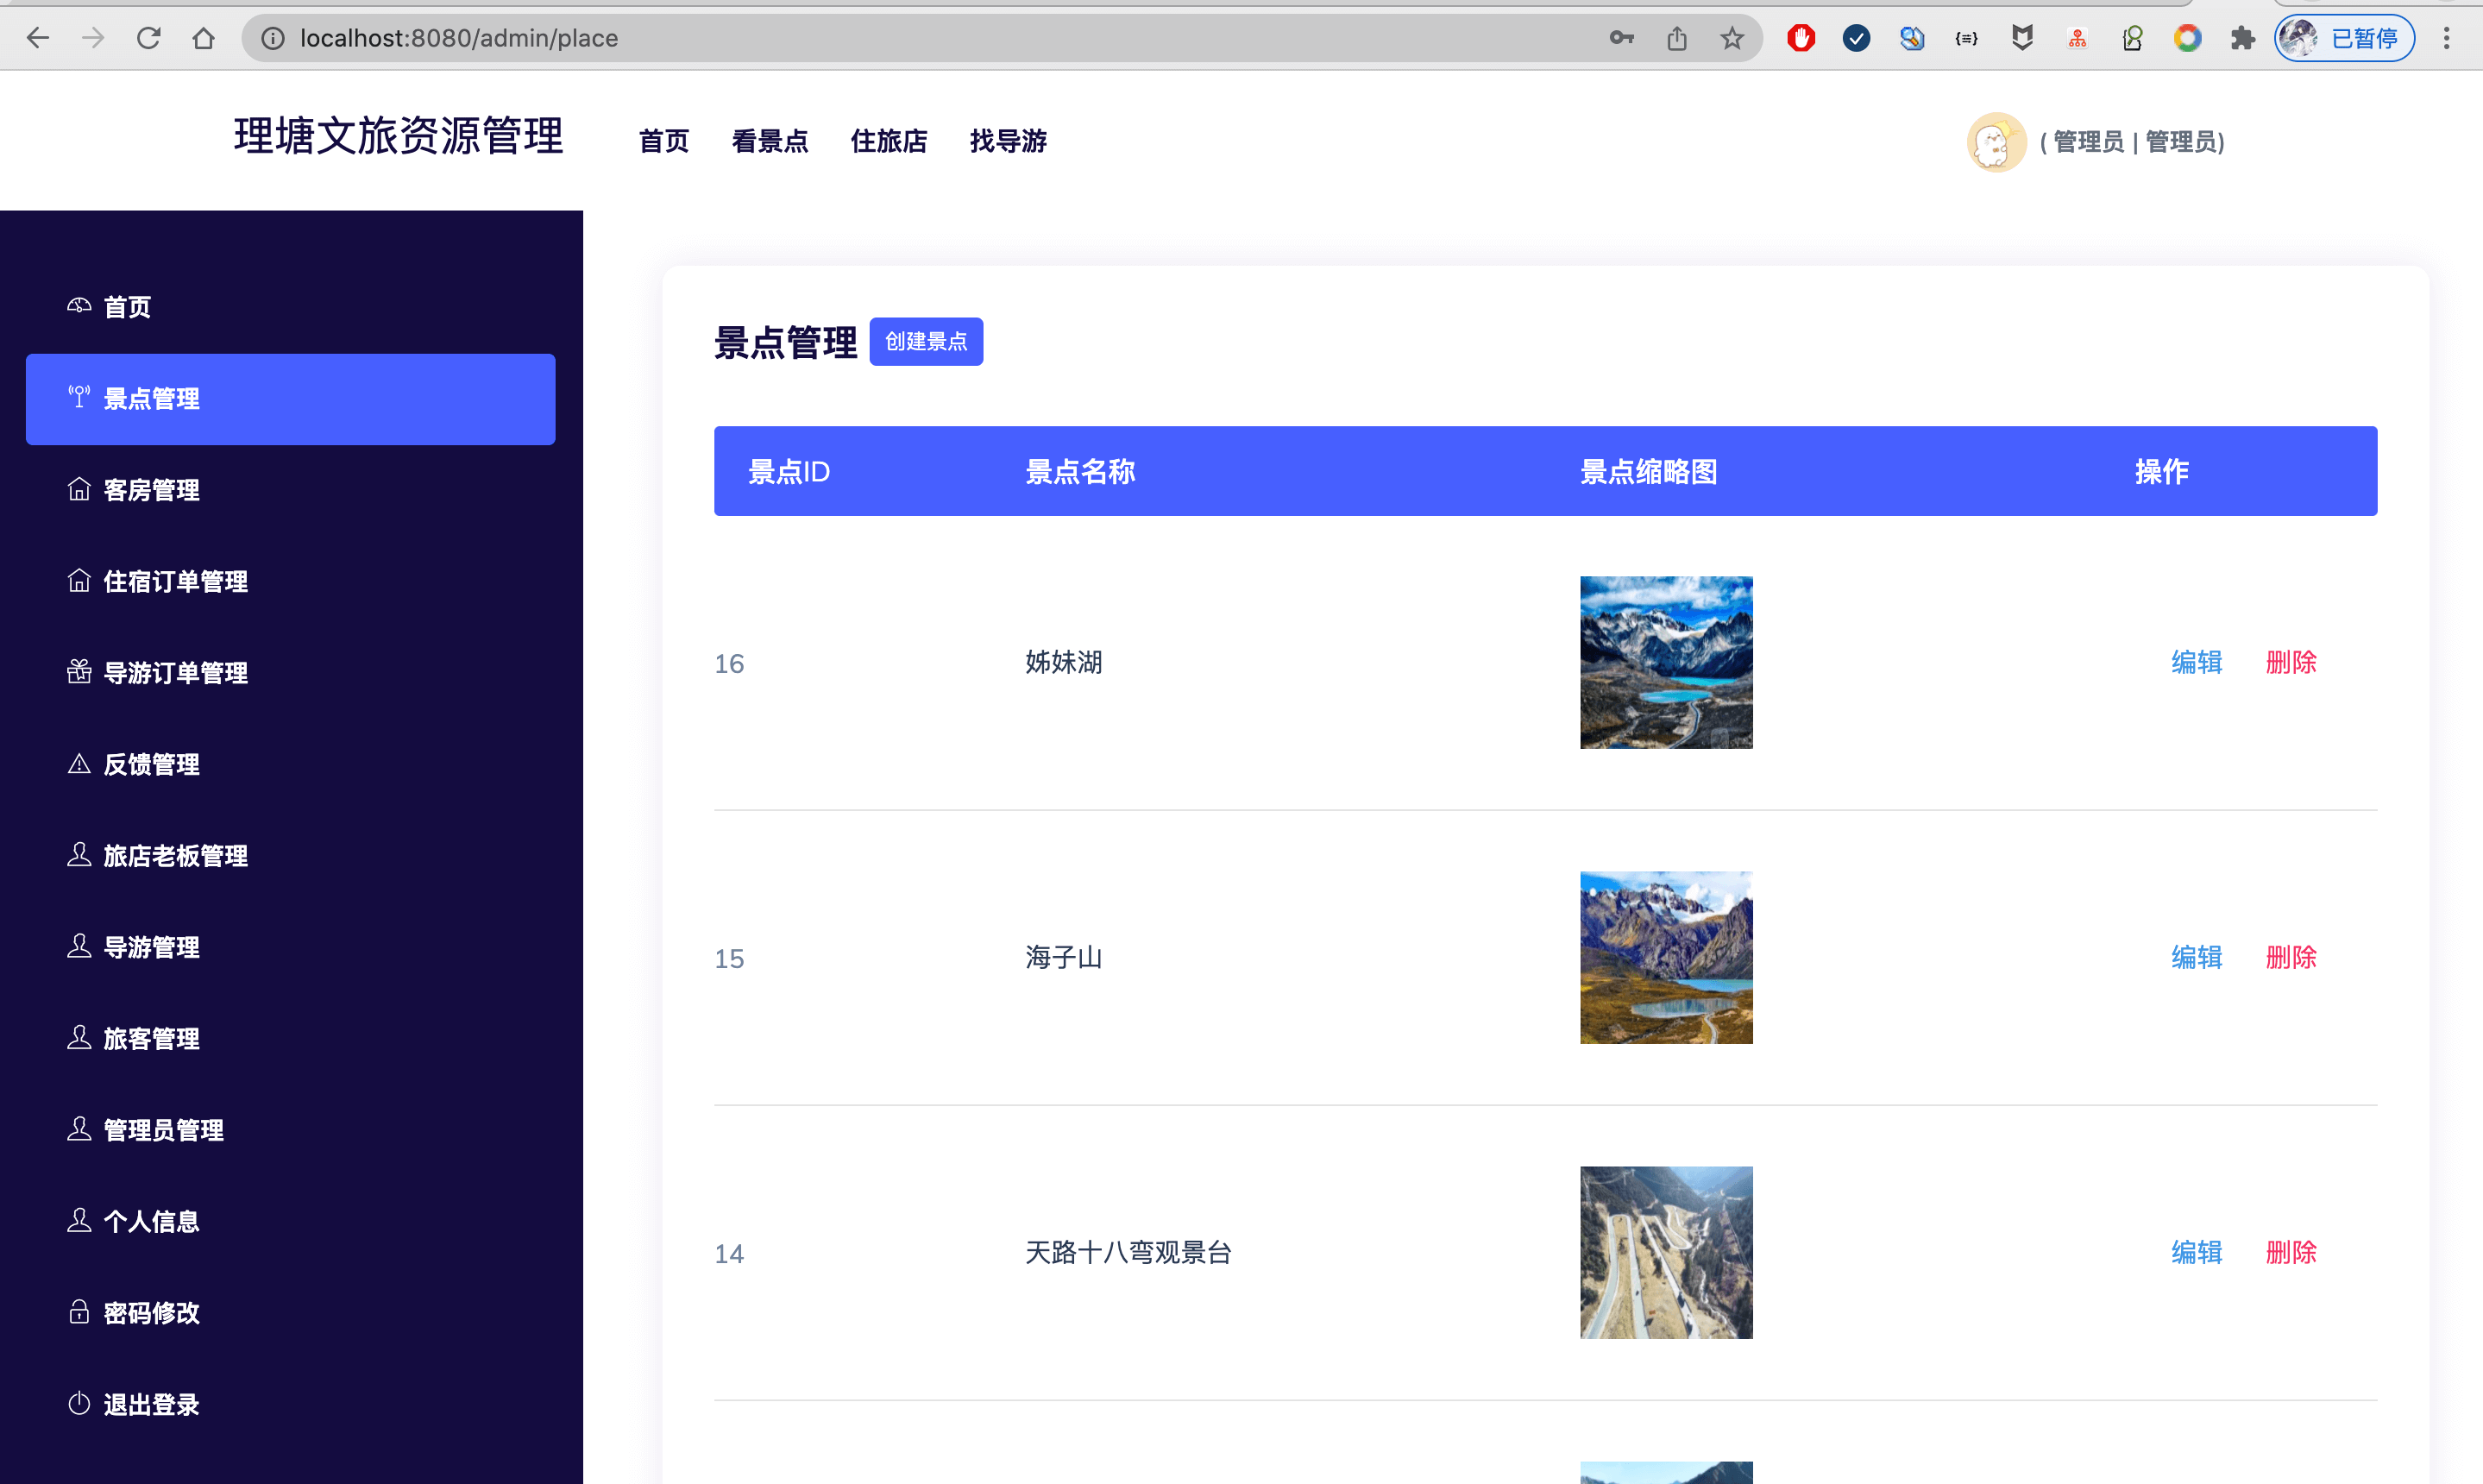 localhost:8080/admin/place
已暂停
理塘文旅资源管理 首页 看景点 住旅店 找导游 ( 管理员 | 管理员)
首页
景点管理
客房管理
住宿订单管理
导游订单管理
反馈管理
旅店老板管理
导游管理
旅客管理
管理员管理
个人信息
密码修改
退出登录
景点管理 创建景点
景点ID 景点名称 景点缩略图 操作
16 姊妹湖 编辑 删除
15 海子山 编辑 删除
14 天路十八弯观景台 编辑 删除